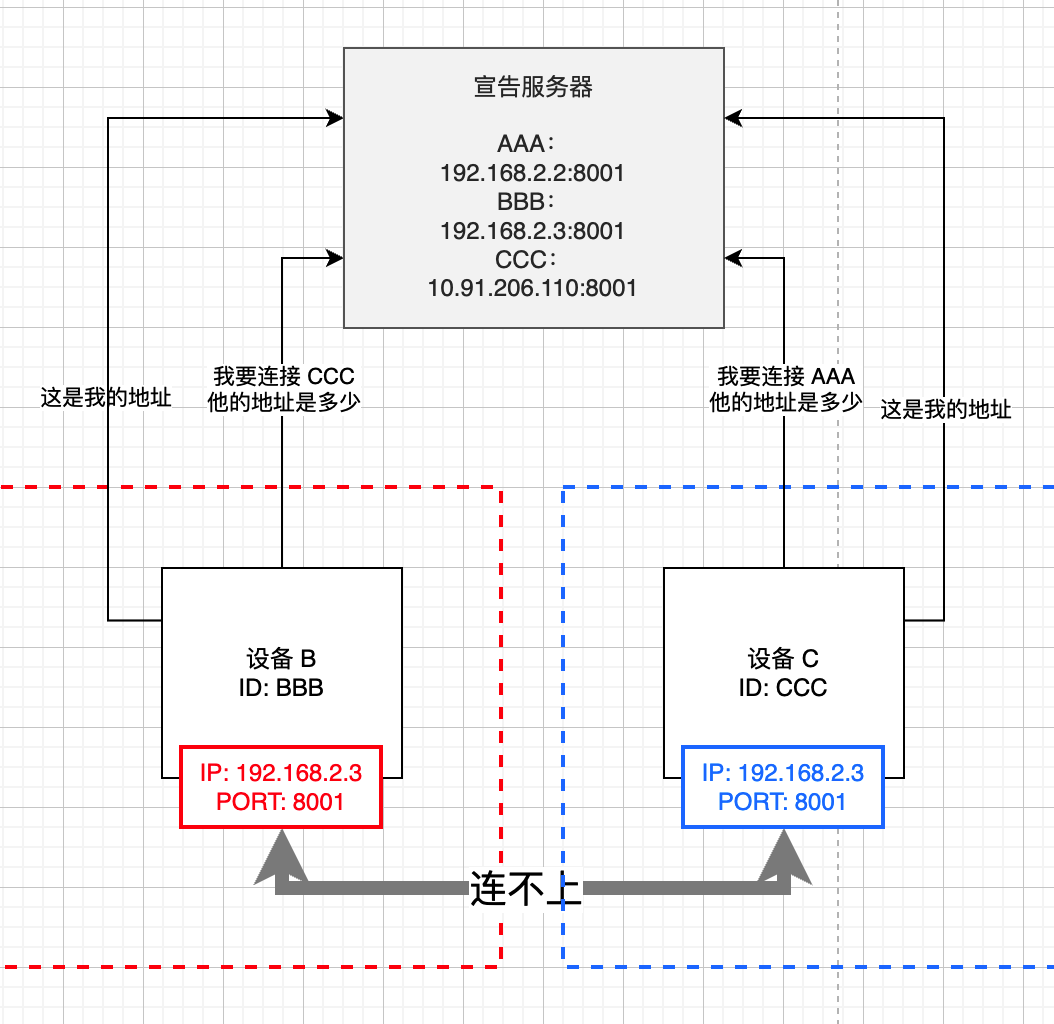 宣告服务器
AAA：
192.168.2.2:8001
BBB：
192.168.2.3:8001
CCC：
10.91.206.110:8001
这是我的地址
我要连接 CCC
他的地址是多少
我要连接 AAA
他的地址是多少
这是我的地址
设备 B
ID: BBB
IP: 192.168.2.3
PORT: 8001
设备 C
ID: CCC
IP: 192.168.2.3
PORT: 8001
连不上